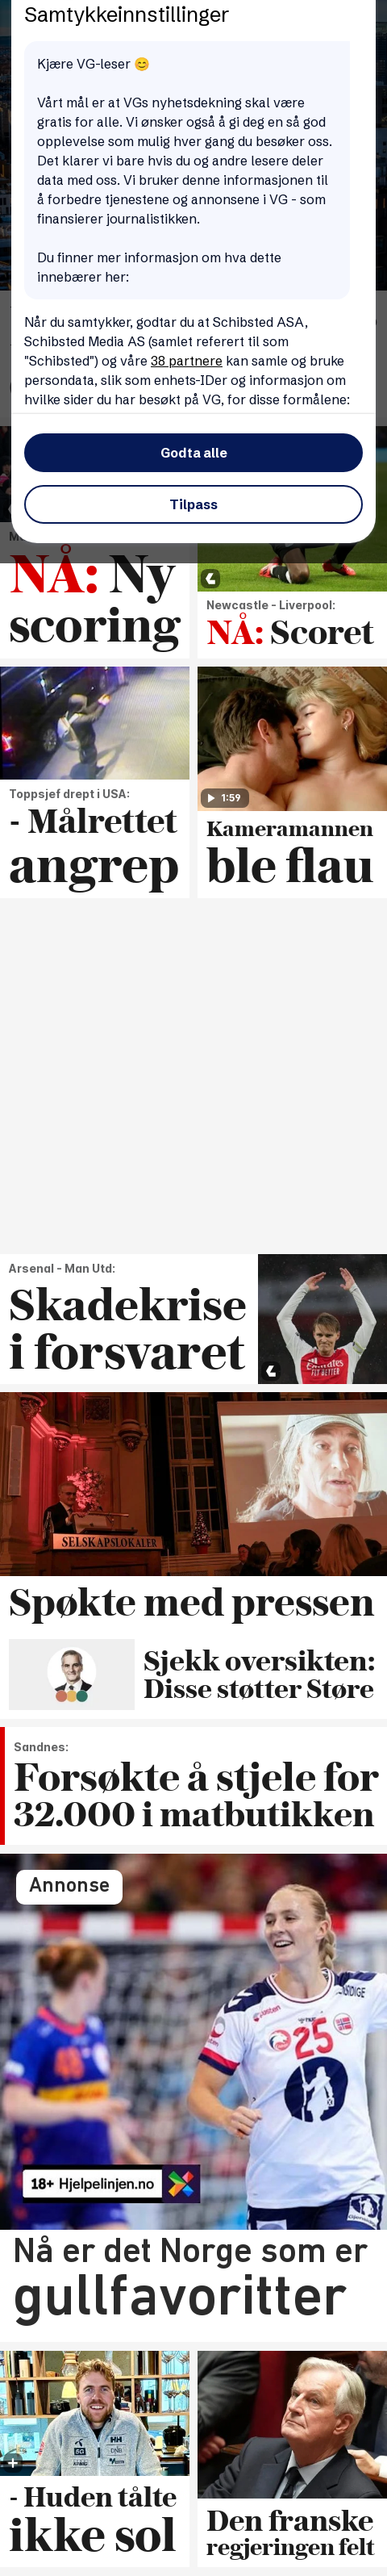 Samtykkeinnstillinger
Kjære VG-leser 😊
Vårt mål er at VGs nyhetsdekning skal være
gratis for alle. Vi ønsker også å gi deg en så god
opplevelse som mulig hver gang du besøker oss.
Det klarer vi bare hvis du og andre lesere deler
data med oss. Vi bruker denne informasjonen til
å forbedre tjenestene og annonsene i VG - som
finansierer journalistikken.
Du finner mer informasjon om hva dette
innebærer her:
Når du samtykker, godtar du at Schibsted ASA,
Schibsted Media AS (samlet referert til som
"Schibsted") og våre 38 partnere kan samle og bruke
persondata, slik som enhets-IDer og informasjon om
hvilke sider du har besøkt på VG, for disse formålene:
Godta alle
Tilpass
NÅ: Ny
scoring
Newcastle - Liverpool:
NÅ: Scoret
Toppsjef drept i USA:
- Målrettet
angrep
1:59
Kameramannen
ble flau
Arsenal - Man Utd:
Skadekrise
i forsvaret
SELSKAPSLOKALER
Spøkte med pressen
Sjekk oversikten:
Disse støtter Støre
Sandnes:
Forsøkte å stjele for
32.000 i matbutikken
Annonse
25
18+ Hjelpelinjen.no
Nå er det Norge som er
gullfavoritter
- Huden tålte
ikke sol
Den franske
regjeringen felt